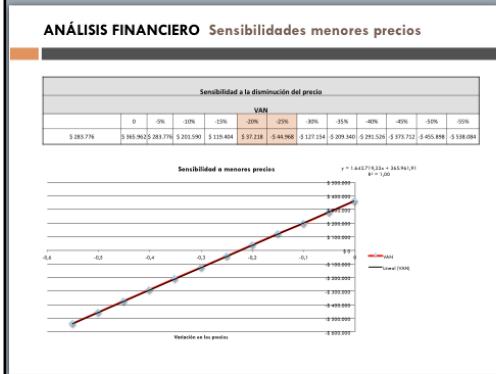 ANÁLISIS FINANCIERO Sensibilidades menores precios
Sensibilidad a la disminución del precio
VAN
0 -5% -10% -15% -20% -25% -30% -35% -40% -45% -50% -55%
$ 283.776 $ 365.962 $ 283.776 $ 201.590 $ 119.404 $ 37.218 -$ 44.968 -$ 127.154 -$ 209.340 -$ 291.526 -$ 373.712 -$ 455.898 -$ 538.084
Sensibilidad a menores precios
y = 1.643.719,33x + 365.961,91
R² = 1,00
$ 500.000
$ 400.000
$ 300.000
$ 200.000
$ 100.000
$ 0
-0,6 -0,5 -0,4 -0,3 -0,2 -0,1 0
-$ 100.000
-$ 200.000
-$ 300.000
-$ 400.000
-$ 500.000
-$ 600.000
VAN
Lineal (VAN)
Variación en los precios